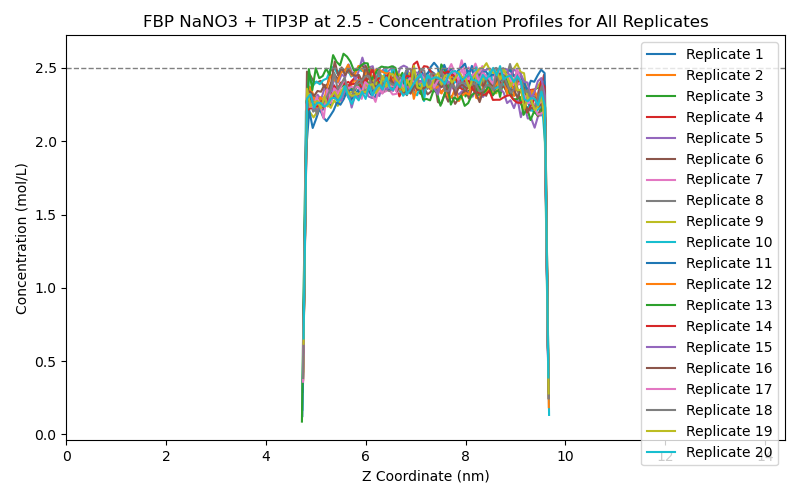 FBP NaNO3 + TIP3P at 2.5 - Concentration Profiles for All Replicates
Concentration (mol/L)
2.5
2.0
1.5
1.0
0.5
0.0
0
2
4
6
8
10
12
14
Z Coordinate (nm)
Replicate 1
Replicate 2
Replicate 3
Replicate 4
Replicate 5
Replicate 6
Replicate 7
Replicate 8
Replicate 9
Replicate 10
Replicate 11
Replicate 12
Replicate 13
Replicate 14
Replicate 15
Replicate 16
Replicate 17
Replicate 18
Replicate 19
Replicate 20